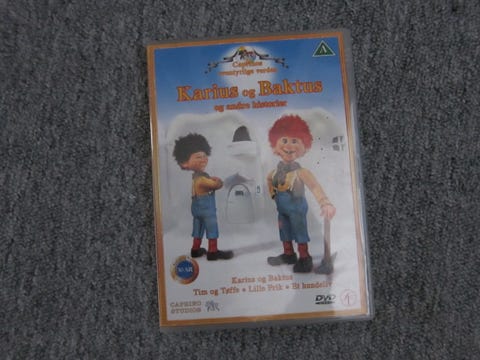 Caprinos
eventyrlige verden
A
Karius og Baktus
og andre historier
Karius og Baktus
Tim og Tøffe • Lille Frik • Et hundeliv
CAPRINO
STUDIOS
DVD